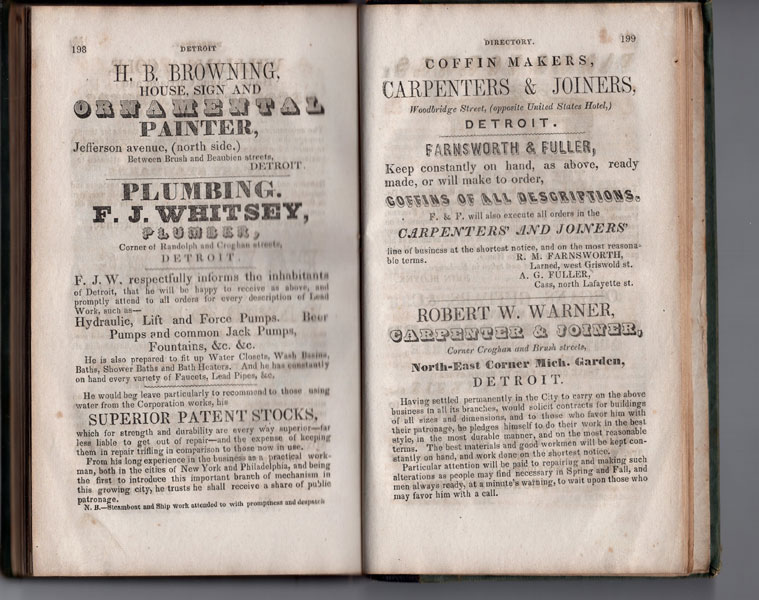 198 DETROIT
H. B. BROWNING,
HOUSE, SIGN AND
ORNAMENTAL
PAINTER,
Jefferson avenue, (north side,)
Between Brush and Beaubien streets,
DETROIT.
PLUMBING.
F. J. WHITSEY,
PLUMBER,
Corner of Randolph and Croghan streets,
DETROIT.
F. J. W. respectfully informs the inhabitants
of Detroit, that he will be happy to receive as above, and
promptly attend to all orders for every description of Lead
Work, such as—
Hydraulic, Lift and Force Pumps. Beer
Pumps and common Jack Pumps,
Fountains, &c. &c.
He is also prepared to fit up Water Closets, Wash Basins,
Baths, Shower Baths and Bath Heaters. And he has constantly
on hand every variety of Faucets, Lead Pipes, &c.
He would beg leave particularly to recommend to those using
water from the Corporation works, his
SUPERIOR PATENT STOCKS,
which for strength and durability are every way superior—far
less liable to get out of repair—and the expense of keeping
them in repair trifling in comparison to those now in use.
From his long experience in the business as a practical work-
man, both in the cities of New York and Philadelphia, and being
the first to introduce this important branch of mechanism in
this growing city, he trusts he shall receive a share of public
patronage.
N. B.—Steamboat and Ship Work attended to with promptness and despatch
DIRECTORY. 199
COFFIN MAKERS,
CARPENTERS & JOINERS,
Woodbridge Street, (opposite United States Hotel,)
DETROIT.
FARNSWORTH & FULLER,
Keep constantly on hand, as above, ready
made, or will make to order,
COFFINS OF ALL DESCRIPTIONS.
F. & F. will also execute all orders in the
CARPENTERS' AND JOINERS'
line of business at the shortest notice, and on the most reasona-
ble terms. R. M. FARNSWORTH,
Larned, west Griswold st.
A. G. FULLER,
Cass, north Lafayette st.
ROBERT W. WARNER,
CARPENTER & JOINER,
Corner Croghan and Brush streets,
North-East Corner Mich. Garden,
DETROIT.
Having settled permanently in the City to carry on the above
business in all its branches, would solicit contracts for buildings
of all sizes and dimensions, and to those who favor him with
their patronage, he pledges himself to do their work in the best
style, in the most durable manner, and on the most reasonable
terms. The best materials and good workmen will be kept con-
stantly on hand, and work done on the shortest notice.
Particular attention will be paid to repairing and making such
alterations as people may find necessary in Spring and Fall, and
men always ready, at a minute's warning, to wait upon those who
may favor him with a call.